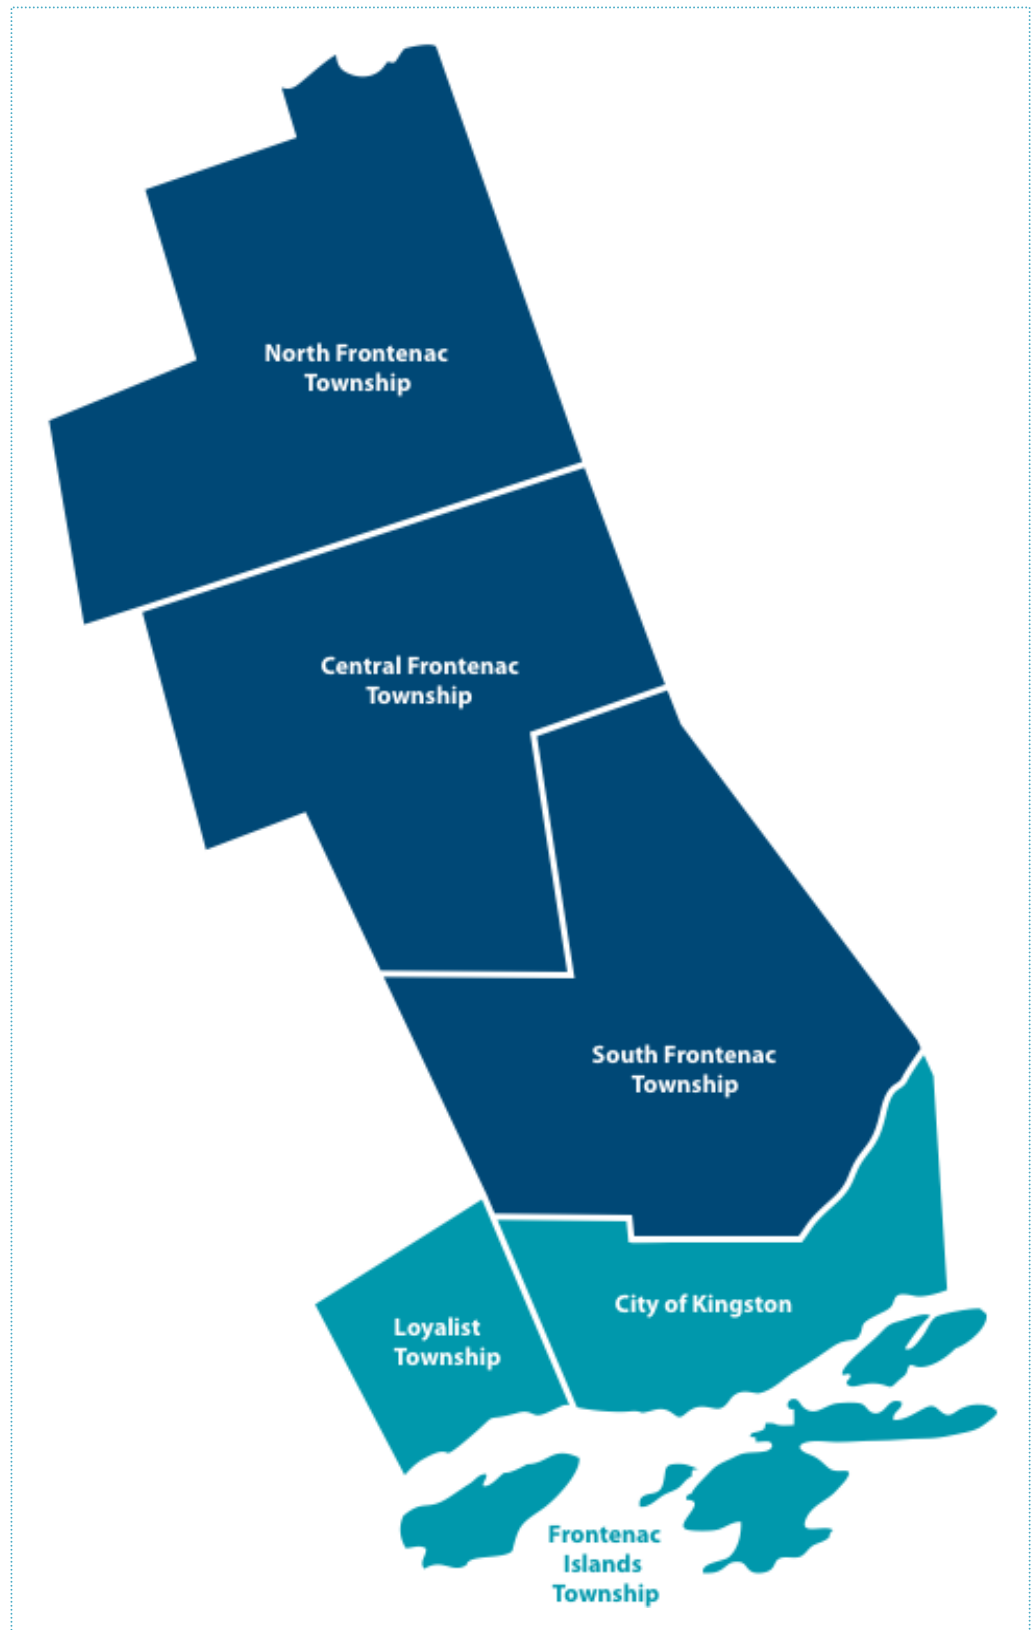 North Frontenac
Township
Central Frontenac
Township
South Frontenac
Township
City of Kingston
Loyalist
Township
Frontenac
Islands
Township